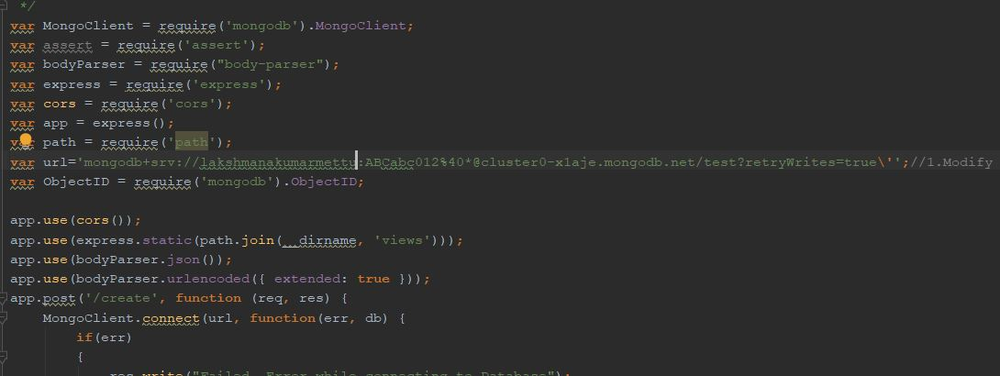 */
var MongoClient = require('mongodb').MongoClient;
var assert = require('assert');
var bodyParser = require("body-parser");
var express = require('express');
var cors = require('cors');
var app = express();
var path = require('path');
var url='mongodb+srv://lakshmanakumarmettu:ABCabc012%40*@cluster0-x1aje.mongodb.net/test?retryWrites=true\'';//1.Modify
var ObjectID = require('mongodb').ObjectID;
app.use(cors());
app.use(express.static(path.join(__dirname, 'views')));
app.use(bodyParser.json());
app.use(bodyParser.urlencoded({ extended: true }));
app.post('/create', function (req, res) {
MongoClient.connect(url, function(err, db) {
if(err)
{
res.write("Failed, Error while connecting to Database");